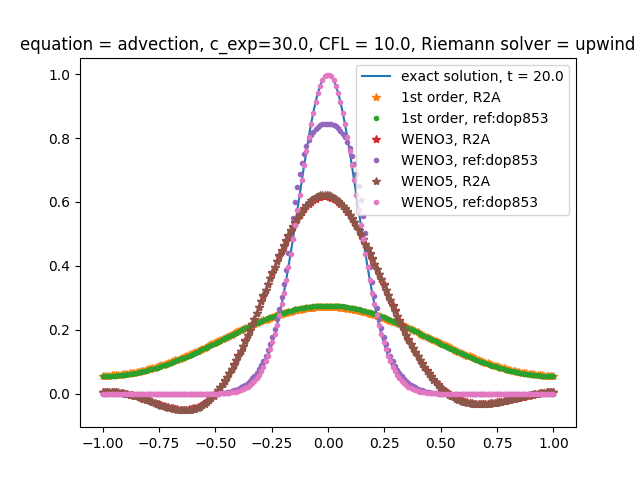 equation = advection, c_exp=30.0, CFL = 10.0, Riemann solver = upwind
1.0
0.8
0.6
0.4
0.2
0.0
exact solution, t = 20.0
1st order, R2A
1st order, ref:dop853
WENO3, R2A
WENO3, ref:dop853
WENO5, R2A
WENO5, ref:dop853
−1.00 −0.75 −0.50 −0.25 0.00 0.25 0.50 0.75 1.00